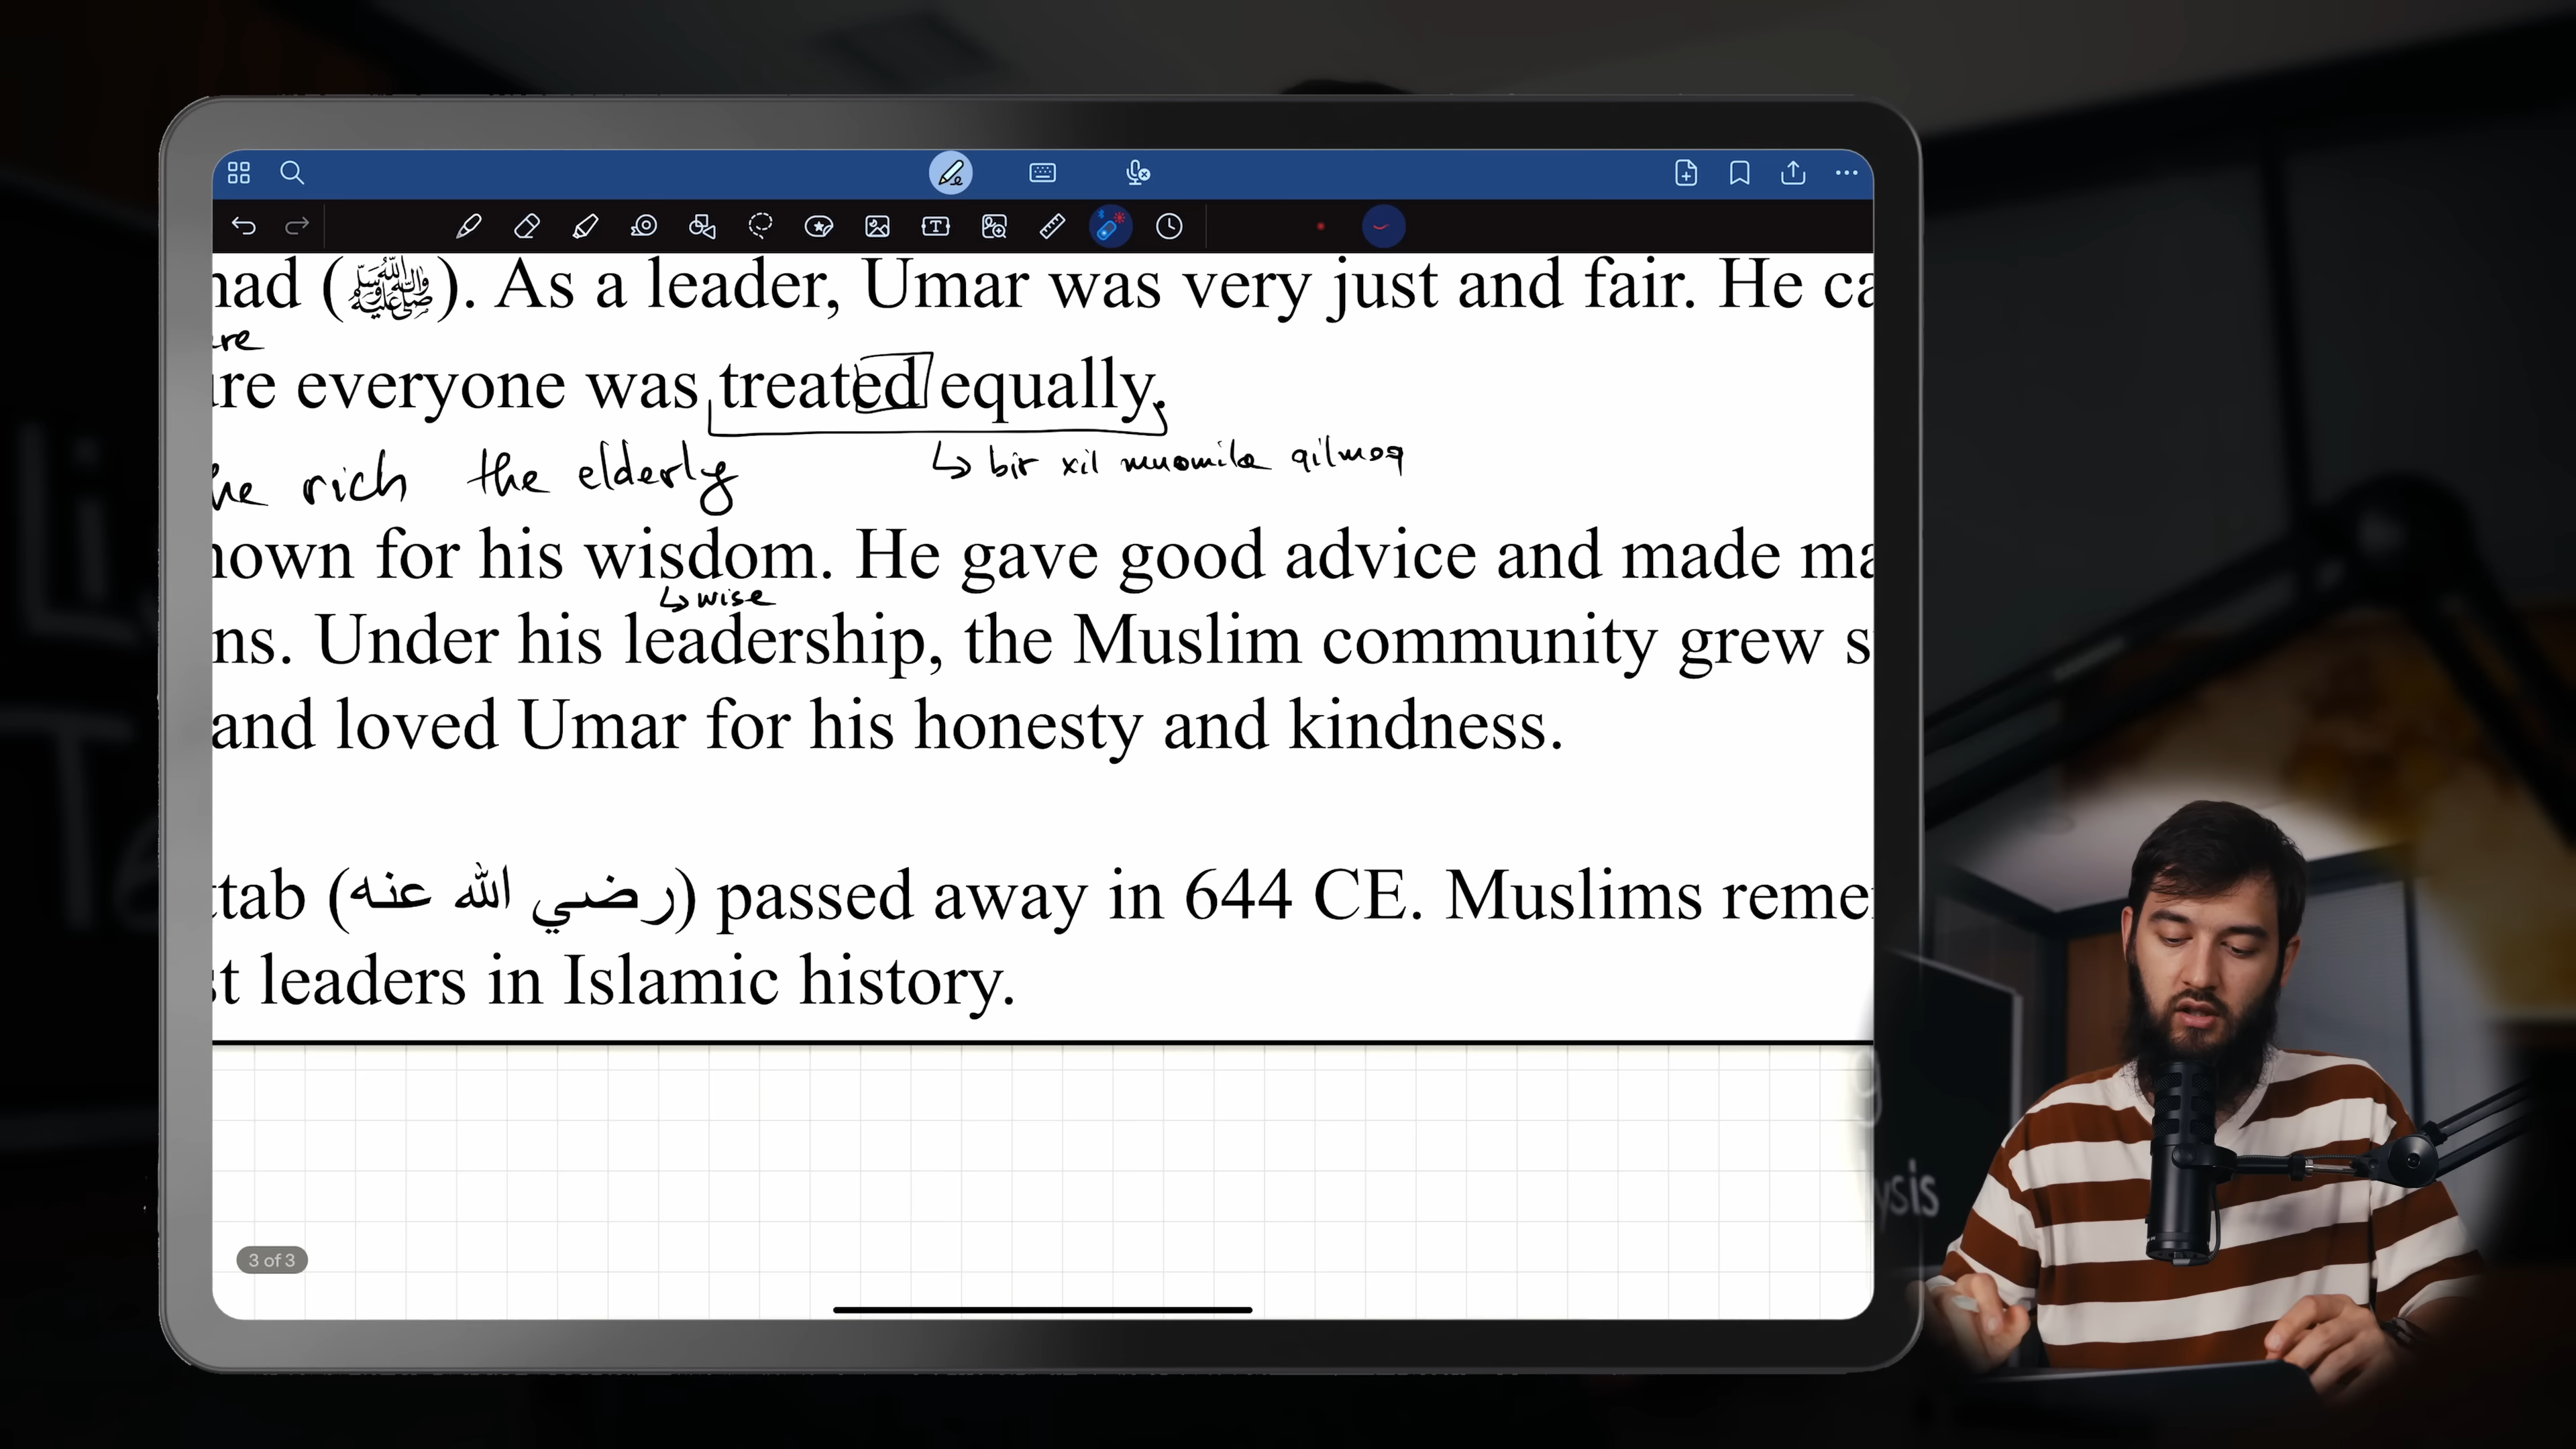 had (ﷺ). As a leader, Umar was very just and fair. He ca
re everyone was treated equally.
↳ bir xil muomila qilmoq
he rich the elderly
nown for his wisdom. He gave good advice and made ma
↳ wise
ns. Under his leadership, the Muslim community grew s
and loved Umar for his honesty and kindness.
ttab (رضي الله عنه) passed away in 644 CE. Muslims reme
st leaders in Islamic history.
3 of 3
ysis